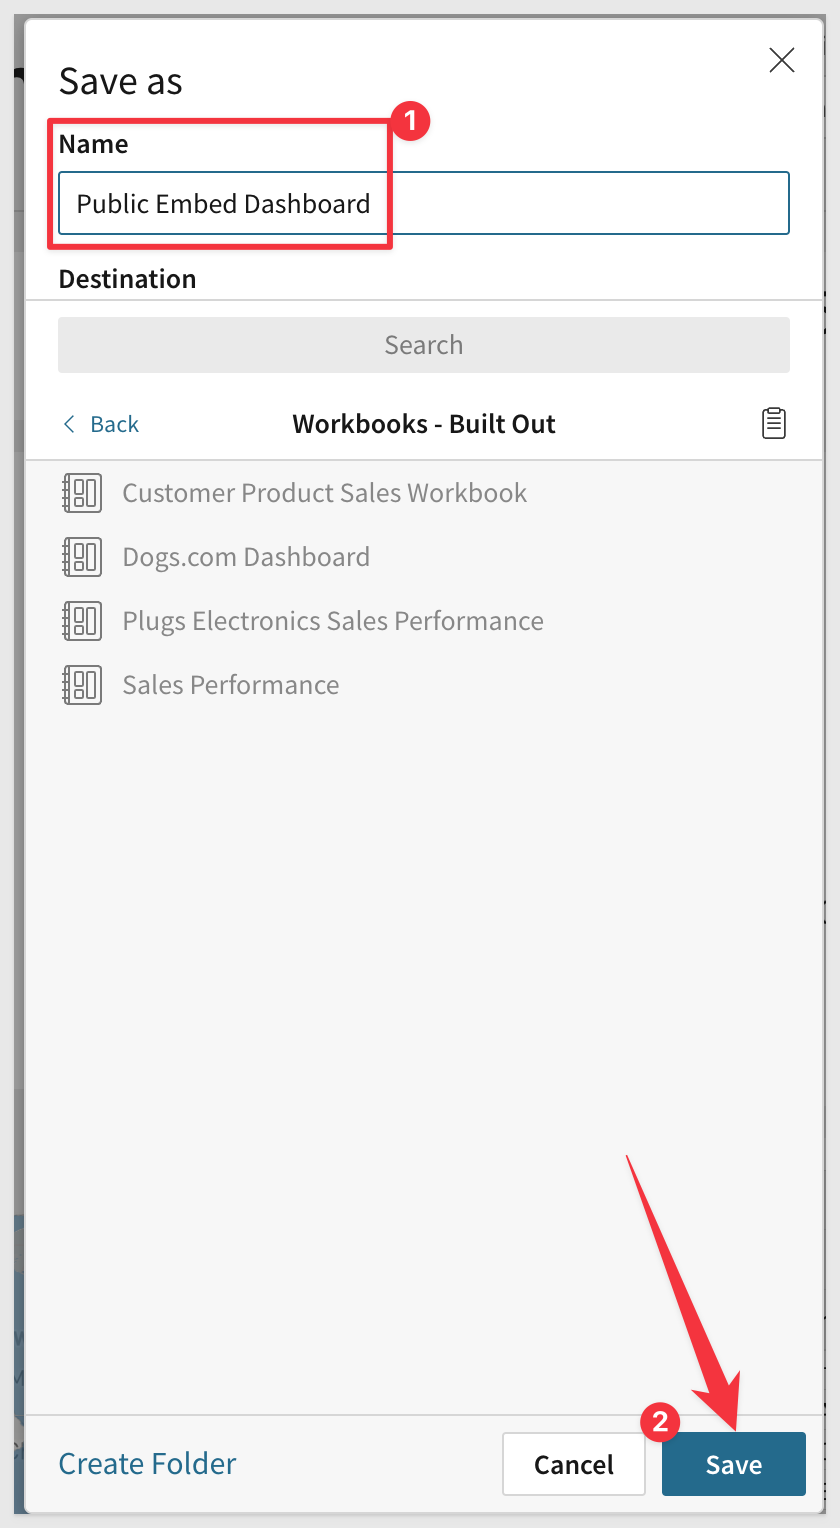 Save as
1
Name
Public Embed Dashboard
Destination
Search
Back
Workbooks - Built Out
Customer Product Sales Workbook
Dogs.com Dashboard
Plugs Electronics Sales Performance
Sales Performance
2
Create Folder
Cancel
Save